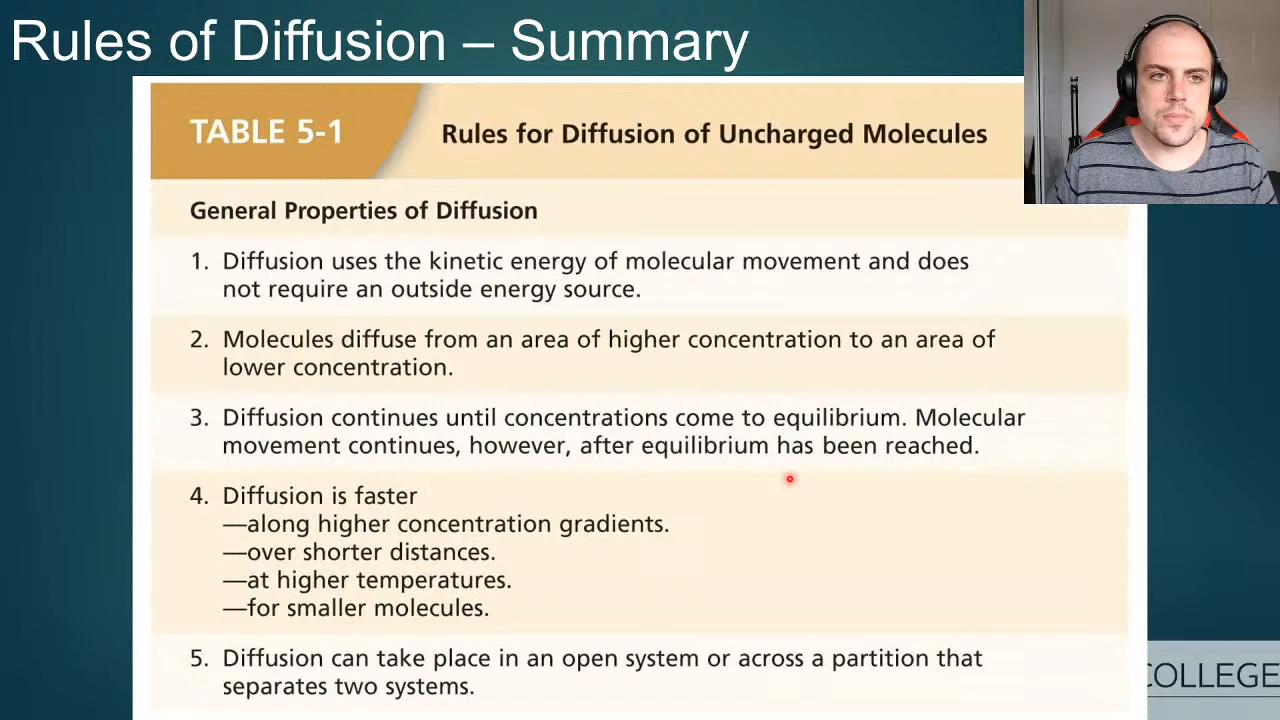 Rules of Diffusion – Summary
TABLE 5-1
Rules for Diffusion of Uncharged Molecules
General Properties of Diffusion
1. Diffusion uses the kinetic energy of molecular movement and does
not require an outside energy source.
2. Molecules diffuse from an area of higher concentration to an area of
lower concentration.
3. Diffusion continues until concentrations come to equilibrium. Molecular
movement continues, however, after equilibrium has been reached.
4. Diffusion is faster
—along higher concentration gradients.
—over shorter distances.
—at higher temperatures.
—for smaller molecules.
5. Diffusion can take place in an open system or across a partition that
separates two systems.
COLLEGE